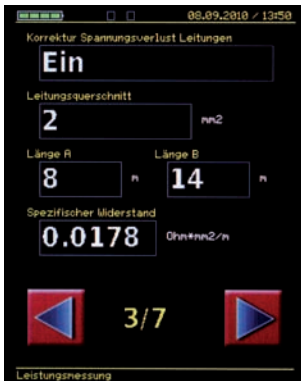 08.09.2010 / 13:50
Korrektur Spannungsverlust Leitungen
Ein
Leitungsquerschnitt
2 mm2
Länge A Länge B
8 m 14 m
Spezifischer Widerstand
0.0178 Ohm*mm2/m
3/7
Leistungsmessung